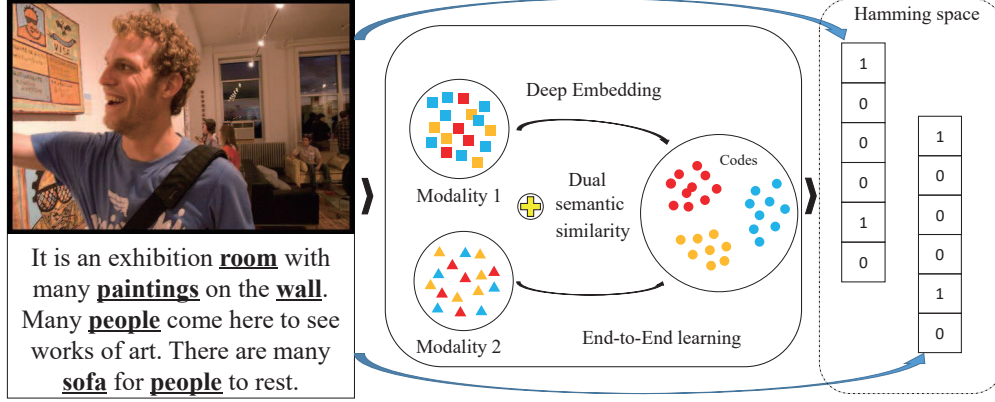 It is an exhibition room with
many paintings on the wall.
Many people come here to see
works of art. There are many
sofa for people to rest.
Deep Embedding
Modality 1
Dual
semantic
similarity
Codes
Modality 2
End-to-End learning
Hamming space
1
0
0
0
1
0
1
0
0
0
1
0